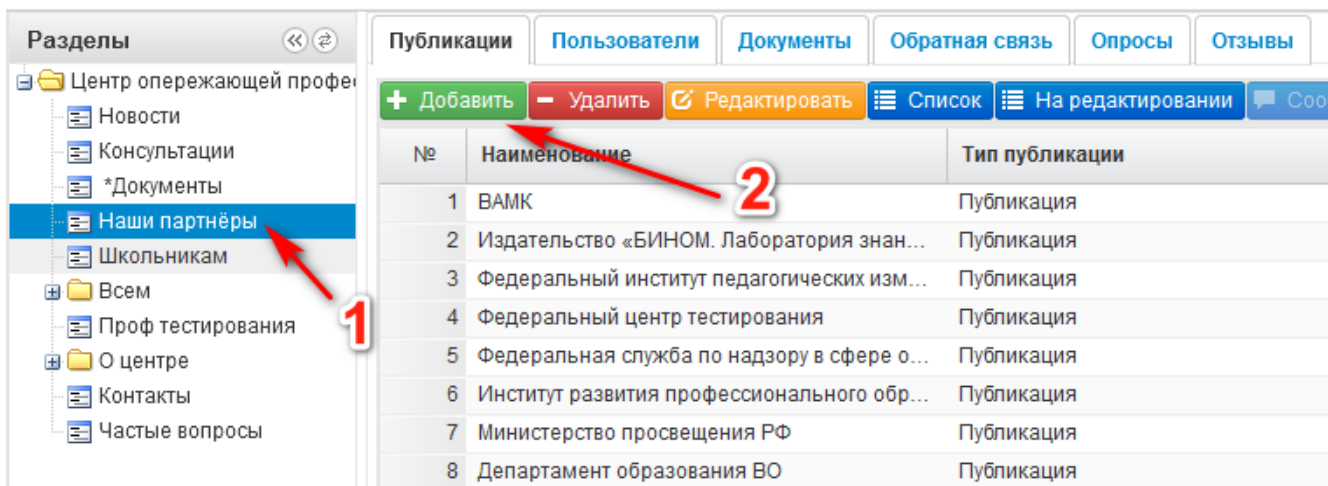 Разделы
Центр опережающей профес
Новости
Консультации
*Документы
Наши партнёры
Школьникам
Всем
Проф тестирования
О центре
Контакты
Частые вопросы
1
Публикации Пользователи Документы Обратная связь Опросы Отзывы
Добавить Удалить Редактировать Список На редактировании Соо
2
№ Наименование Тип публикации
1 ВАМК Публикация
2 Издательство «БИНОМ. Лаборатория знан... Публикация
3 Федеральный институт педагогических изм... Публикация
4 Федеральный центр тестирования Публикация
5 Федеральная служба по надзору в сфере о... Публикация
6 Институт развития профессионального обр... Публикация
7 Министерство просвещения РФ Публикация
8 Департамент образования ВО Публикация